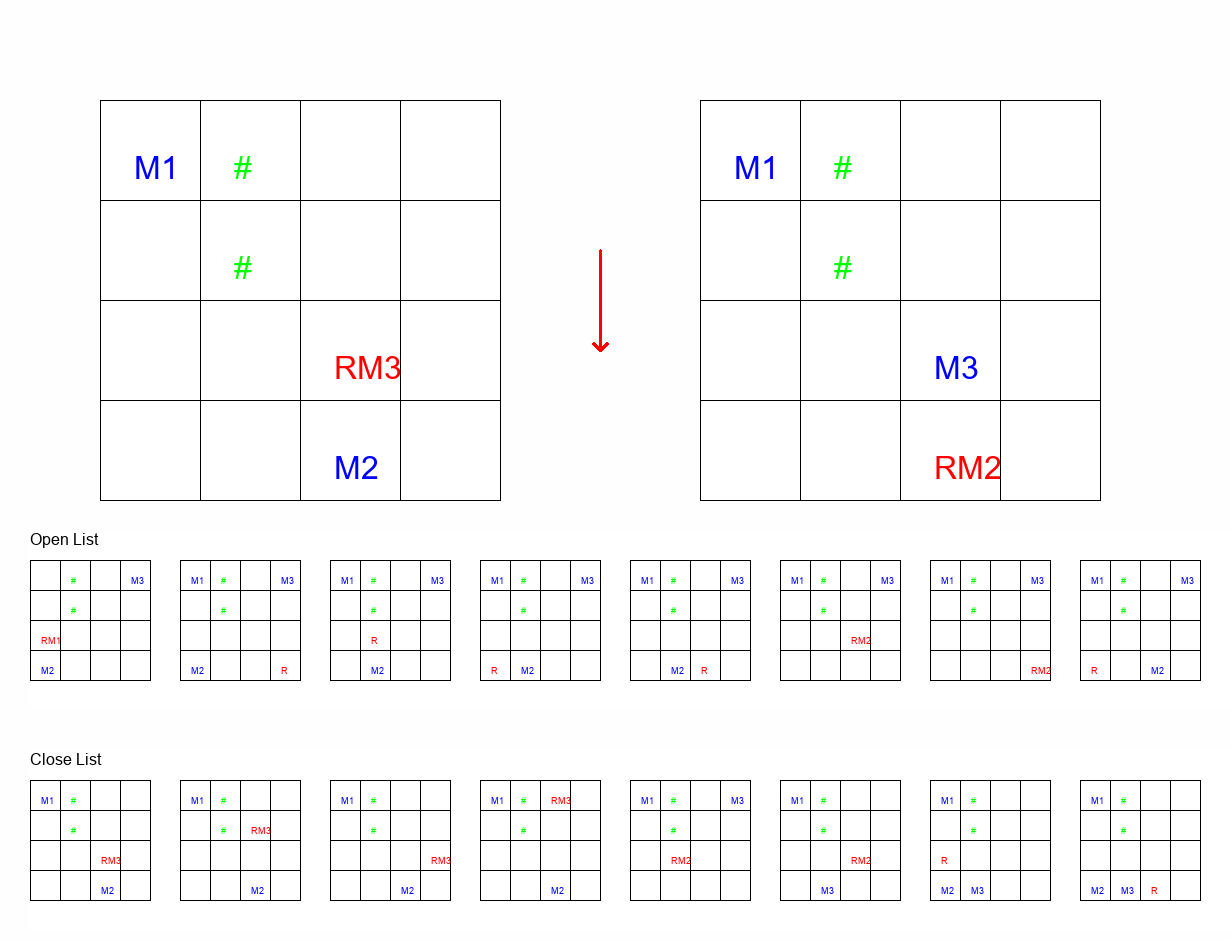 M1 # M1 #
# #
RM3 M3
M2 RM2
Open List
# M3 M1 # M3 M1 # M3 M1 # M3 M1 # M3 M1 # M3 M1 # M3 M1 # M3
# # # # # # # #
RM1 R RM2
M2 M2 R M2 R M2 M2 R RM2 R M2
Close List
M1 # M1 # M1 # M1 # RM3 M1 # M3 M1 # M1 # M1 #
# # RM3 # # # # # #
RM3 RM3 RM2 RM2 R
M2 M2 M2 M2 M3 M2 M3 M2 M3 R